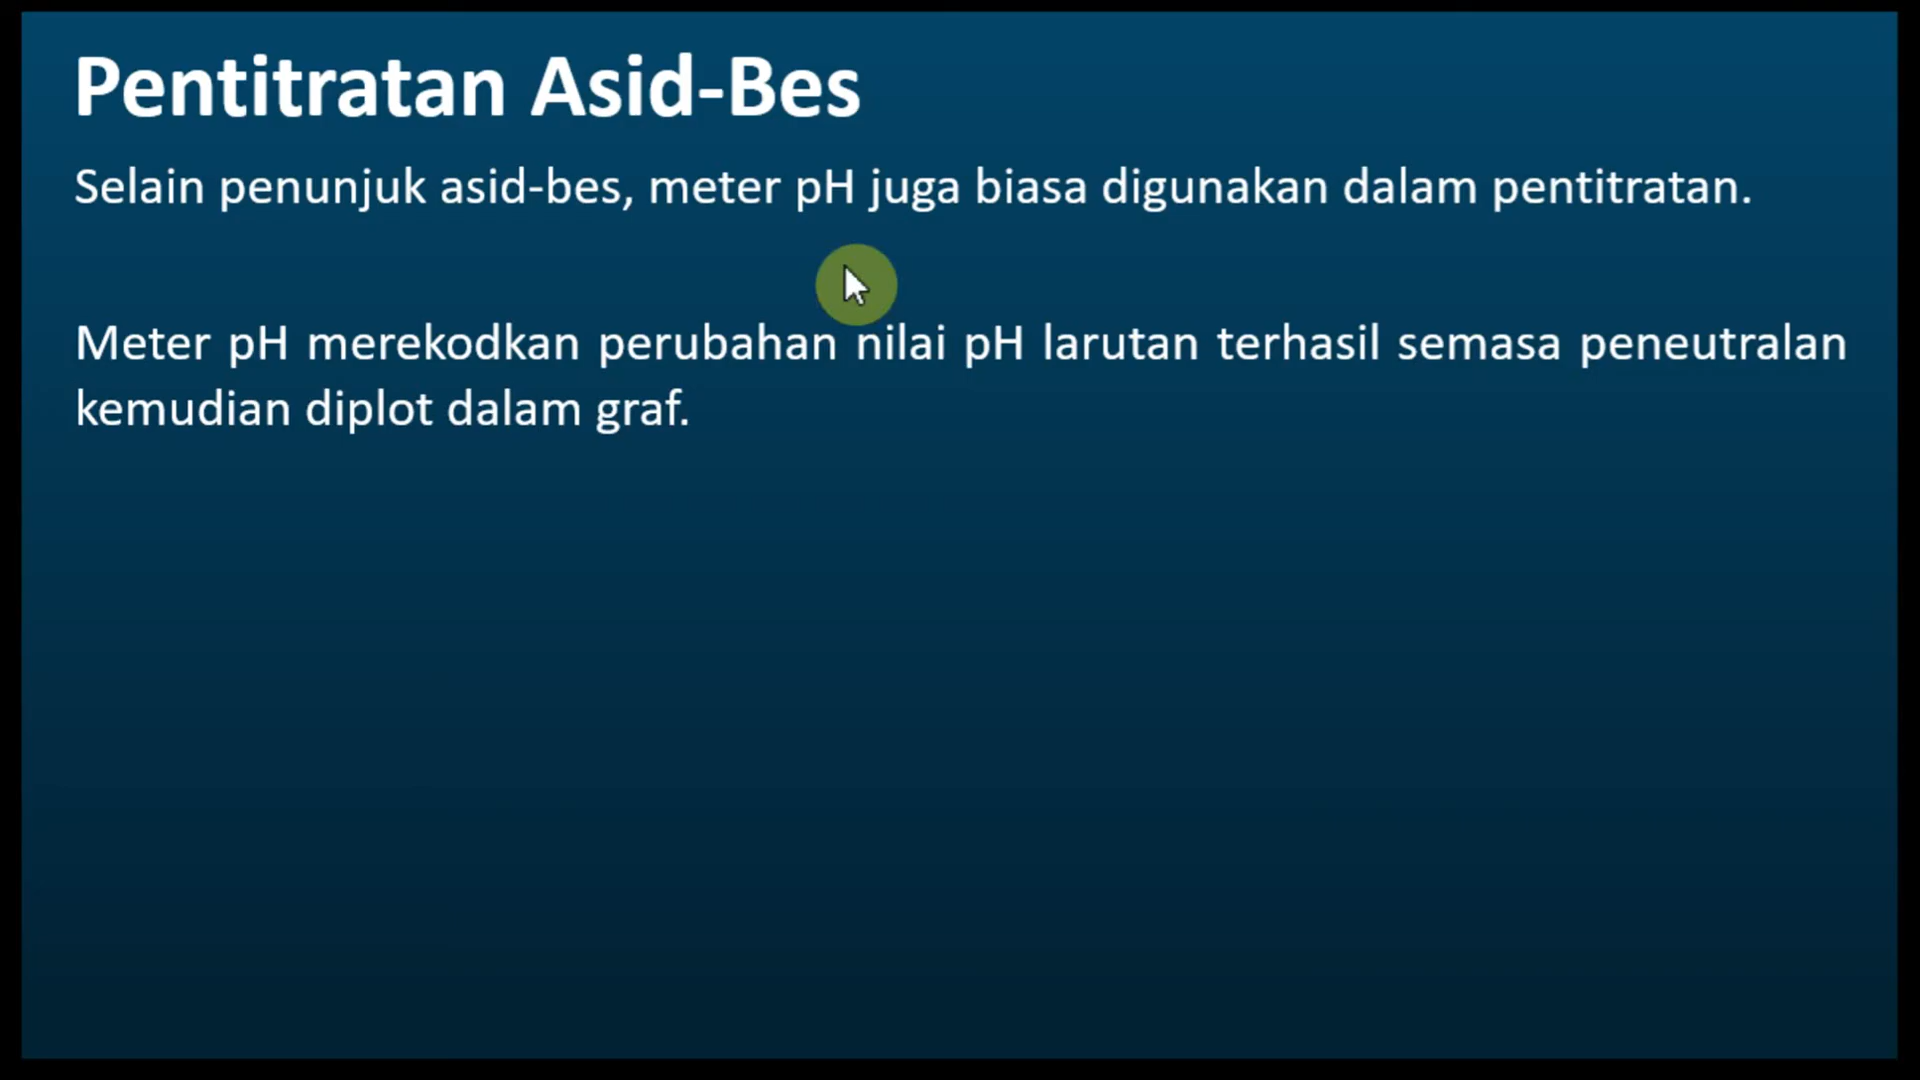 Pentitratan Asid-Bes
Selain penunjuk asid-bes, meter pH juga biasa digunakan dalam pentitratan.
Meter pH merekodkan perubahan nilai pH larutan terhasil semasa peneutralan
kemudian diplot dalam graf.